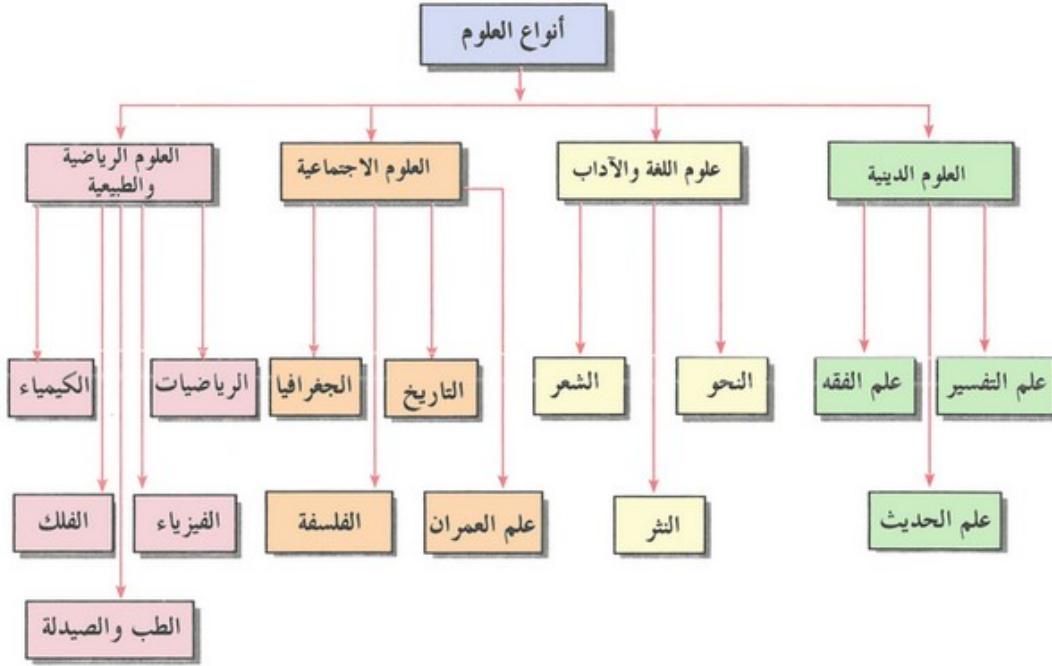 أنواع العلوم
العلوم الدينية
علوم اللغة والآداب
العلوم الاجتماعية
العلوم الرياضية
والطبيعية
علم التفسير
علم الفقه
النحو
الشعر
التاريخ
الجغرافيا
الرياضيات
الكيمياء
علم الحديث
النثر
علم العمران
الفلسفة
الفيزياء
الفلك
الطب والصيدلة